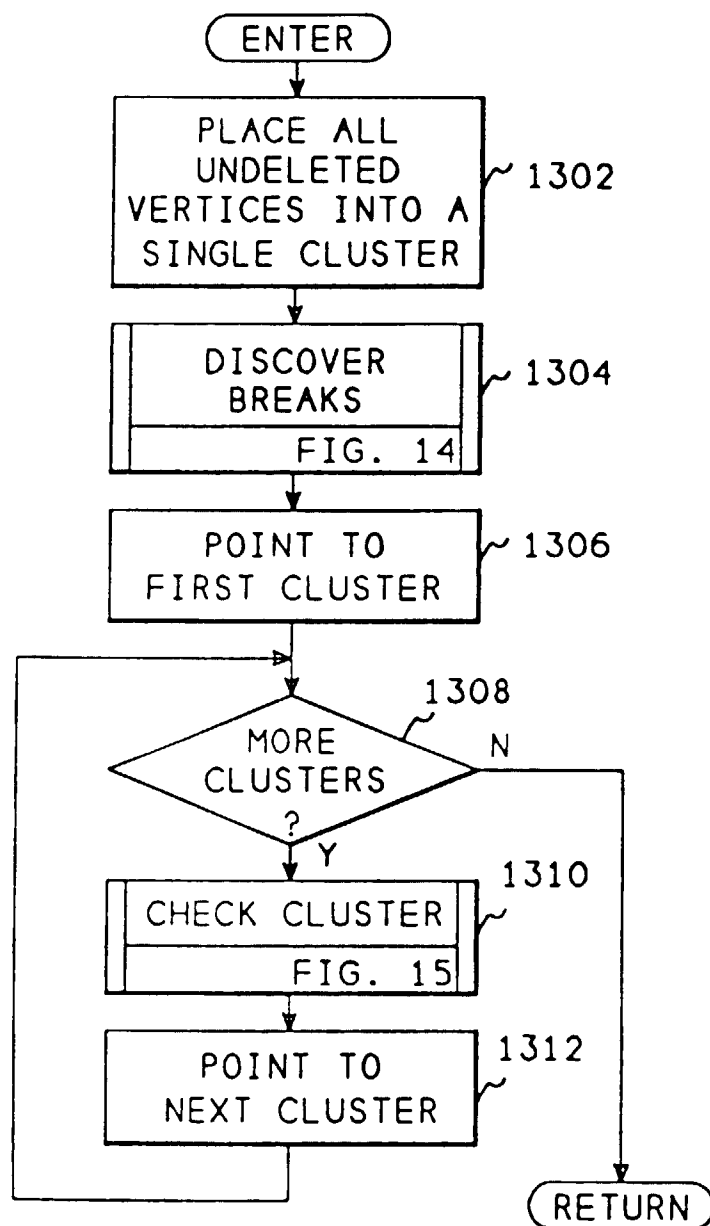 ENTER
PLACE ALL
UNDELETED
VERTICES INTO A
SINGLE CLUSTER
1302
DISCOVER
BREAKS
FIG. 14
1304
POINT TO
FIRST CLUSTER
1306
MORE
CLUSTERS
?
1308
N
Y
CHECK CLUSTER
FIG. 15
1310
POINT TO
NEXT CLUSTER
1312
RETURN